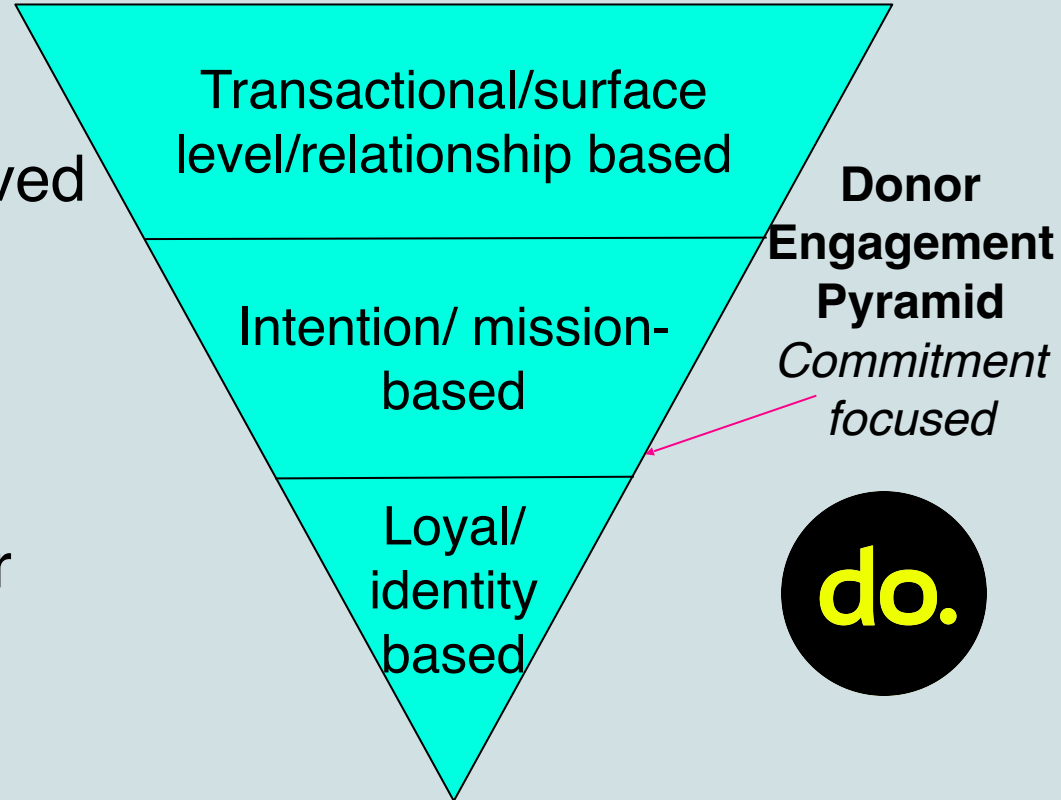 Transactional/surface
level/relationship based
Donor
Engagement
Pyramid
Commitment
focused
Intention/ mission-
based
Loyal/
identity
based
do.